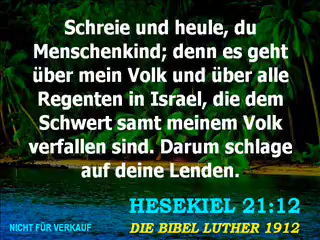 Schreie und heule, du
Menschenkind; denn es geht
über mein Volk und über alle
Regenten in Israel, die dem
Schwert samt meinem Volk
verfallen sind. Darum schlage
auf deine Lenden.
HESEKIEL 21:12
NICHT FÜR VERKAUF
DIE BIBEL LUTHER 1912